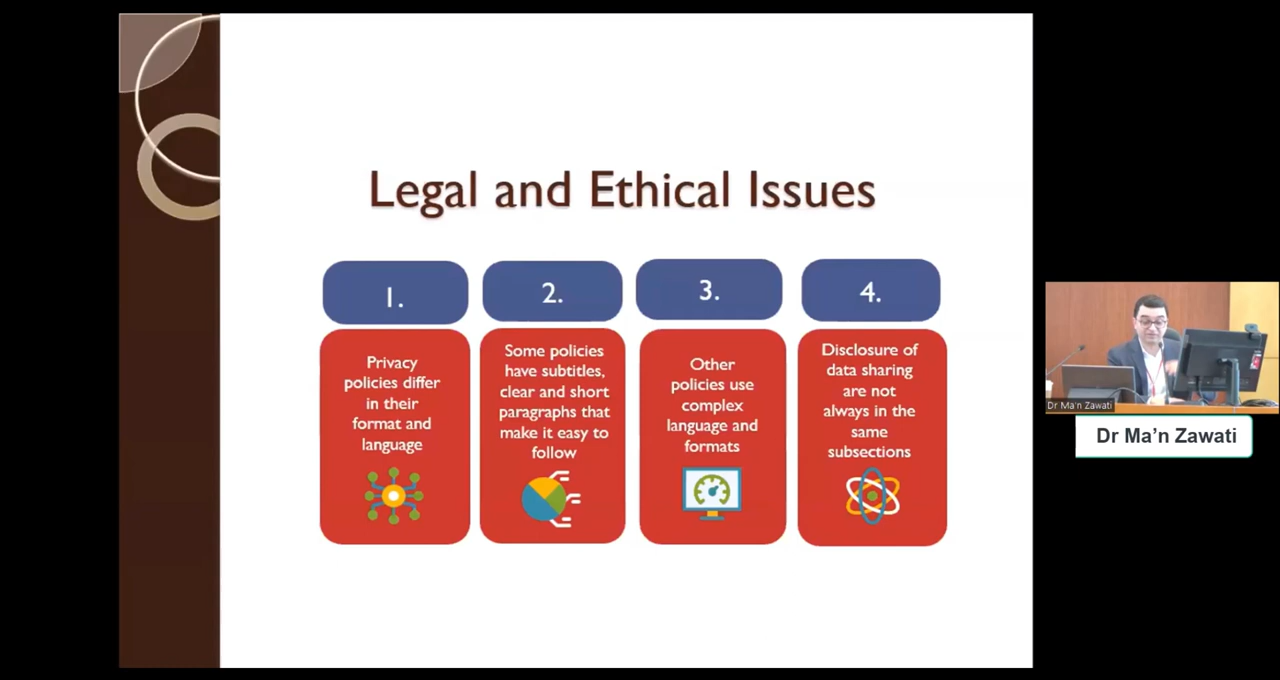 Legal and Ethical Issues
1.
2.
3.
4.
Privacy
policies differ
in their
format and
language
Some policies
have subtitles,
clear and short
paragraphs that
make it easy to
follow
Other
policies use
complex
language and
formats
Disclosure of
data sharing
are not
always in the
same
subsections
Dr Ma'n Zawati
Dr Ma’n Zawati